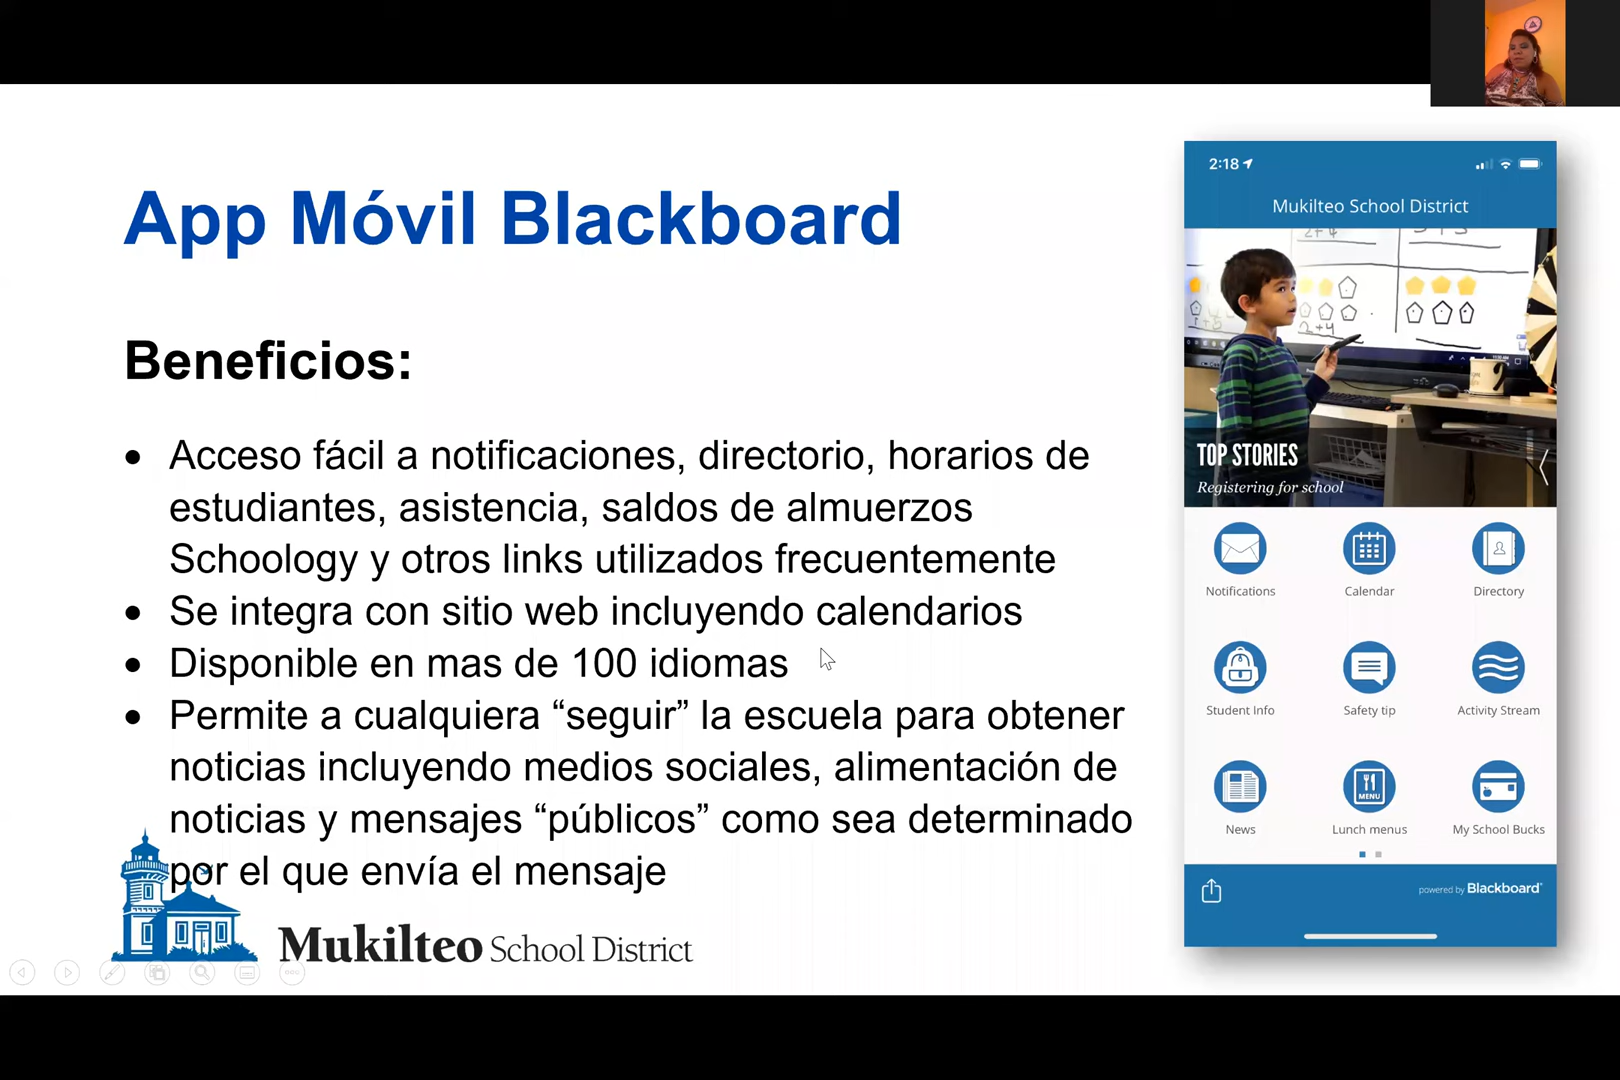 App Móvil Blackboard
Beneficios:
• Acceso fácil a notificaciones, directorio, horarios de
estudiantes, asistencia, saldos de almuerzos
Schoology y otros links utilizados frecuentemente
• Se integra con sitio web incluyendo calendarios
• Disponible en mas de 100 idiomas
• Permite a cualquiera “seguir” la escuela para obtener
noticias incluyendo medios sociales, alimentación de
noticias y mensajes “públicos” como sea determinado
por el que envía el mensaje
Mukilteo School District
2:18
Mukilteo School District
2+4
TOP STORIES
Registering for school
Notifications
Calendar
Directory
Student Info
Safety tip
Activity Stream
MENU
News
Lunch menus
My School Bucks
powered by Blackboard